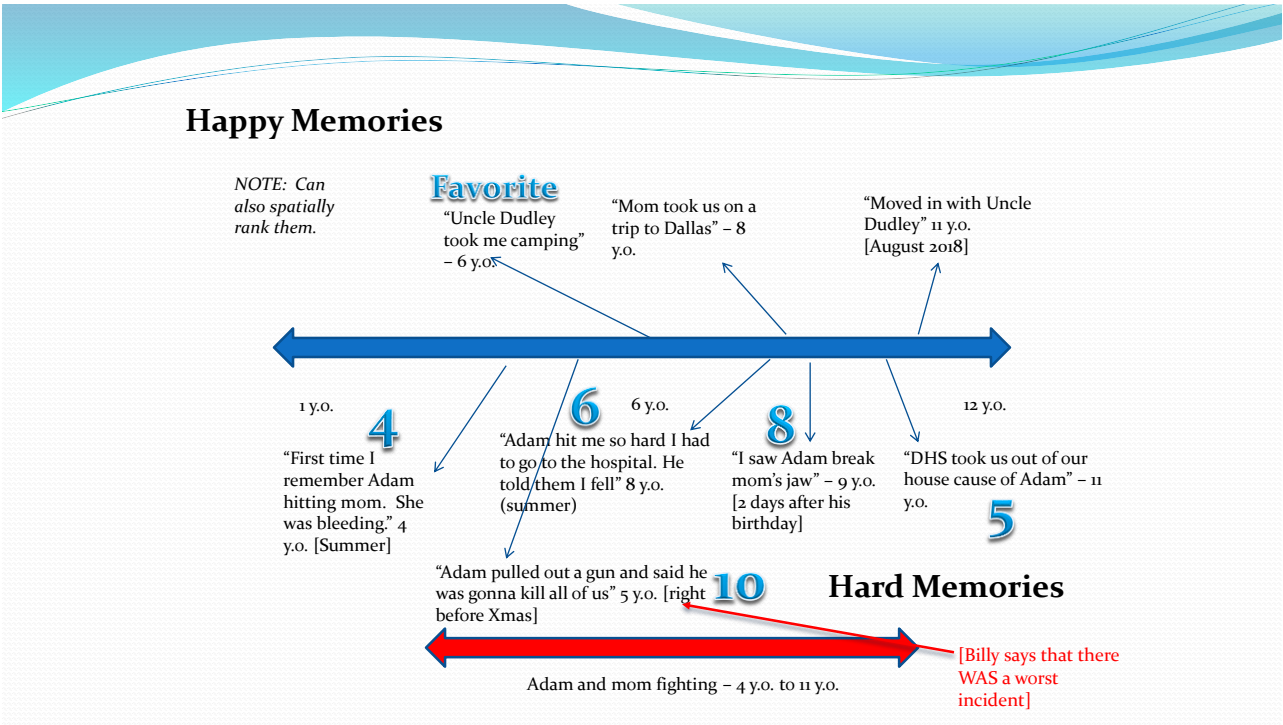 Happy Memories
NOTE: Can
also spatially
rank them.
Favorite
“Uncle Dudley
took me camping”
– 6 y.o.
“Mom took us on a
trip to Dallas” – 8
y.o.
“Moved in with Uncle
Dudley” 11 y.o.
[August 2018]
1 y.o.
6 y.o.
12 y.o.
4
“First time I
remember Adam
hitting mom. She
was bleeding.” 4
y.o. [Summer]
6
“Adam hit me so hard I had
to go to the hospital. He
told them I fell” 8 y.o.
(summer)
8
“I saw Adam break
mom’s jaw” – 9 y.o.
[2 days after his
birthday]
“DHS took us out of our
house cause of Adam” – 11
y.o.
5
“Adam pulled out a gun and said he
was gonna kill all of us” 5 y.o. [right
before Xmas]
10
Hard Memories
[Billy says that there
WAS a worst
incident]
Adam and mom fighting – 4 y.o. to 11 y.o.